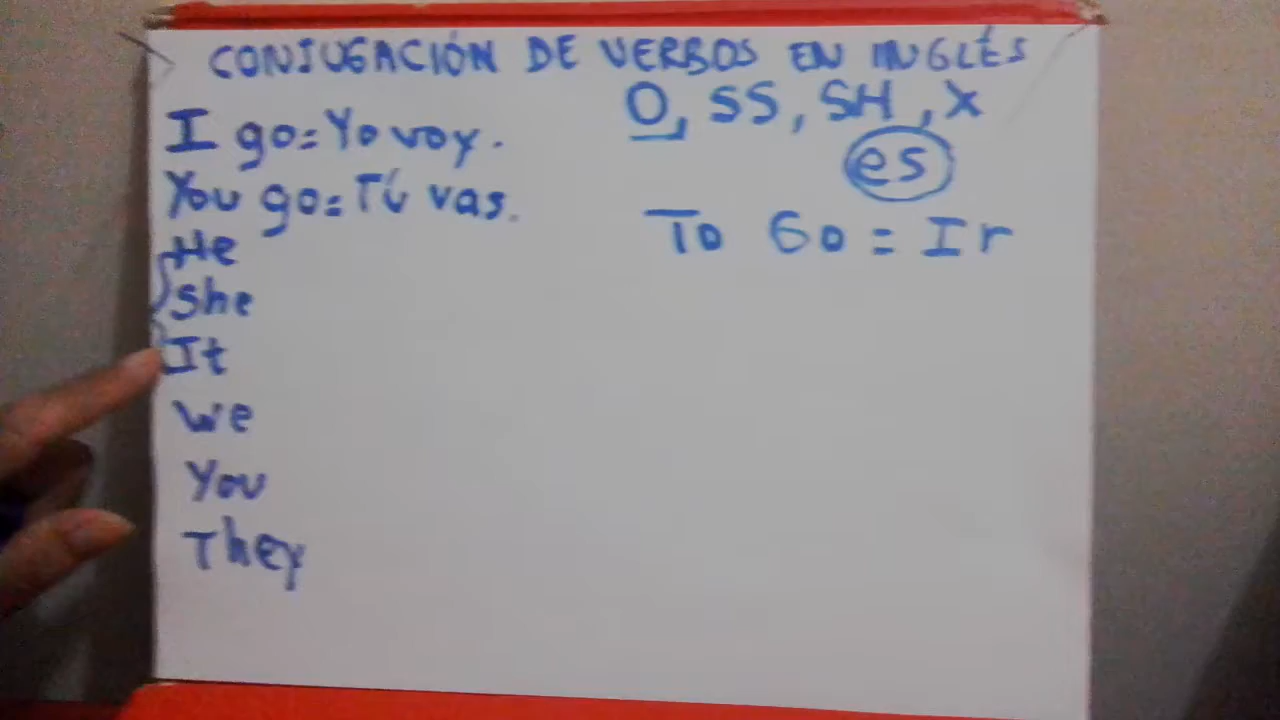 CONJUGACIÓN DE VERBOS EN INGLÉS
O, SS, SH, X
es
To Go = Ir
I go = Yo voy.
You go = Tú vas.
He
She
It
We
You
They